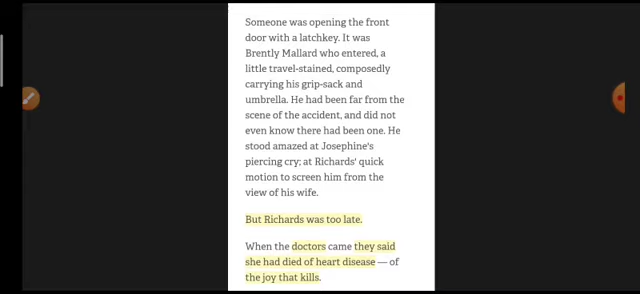 Someone was opening the front
door with a latchkey. It was
Brently Mallard who entered, a
little travel-stained, composedly
carrying his grip-sack and
umbrella. He had been far from the
scene of the accident, and did not
even know there had been one. He
stood amazed at Josephine's
piercing cry; at Richards' quick
motion to screen him from the
view of his wife.
But Richards was too late.
When the doctors came they said
she had died of heart disease — of
the joy that kills.